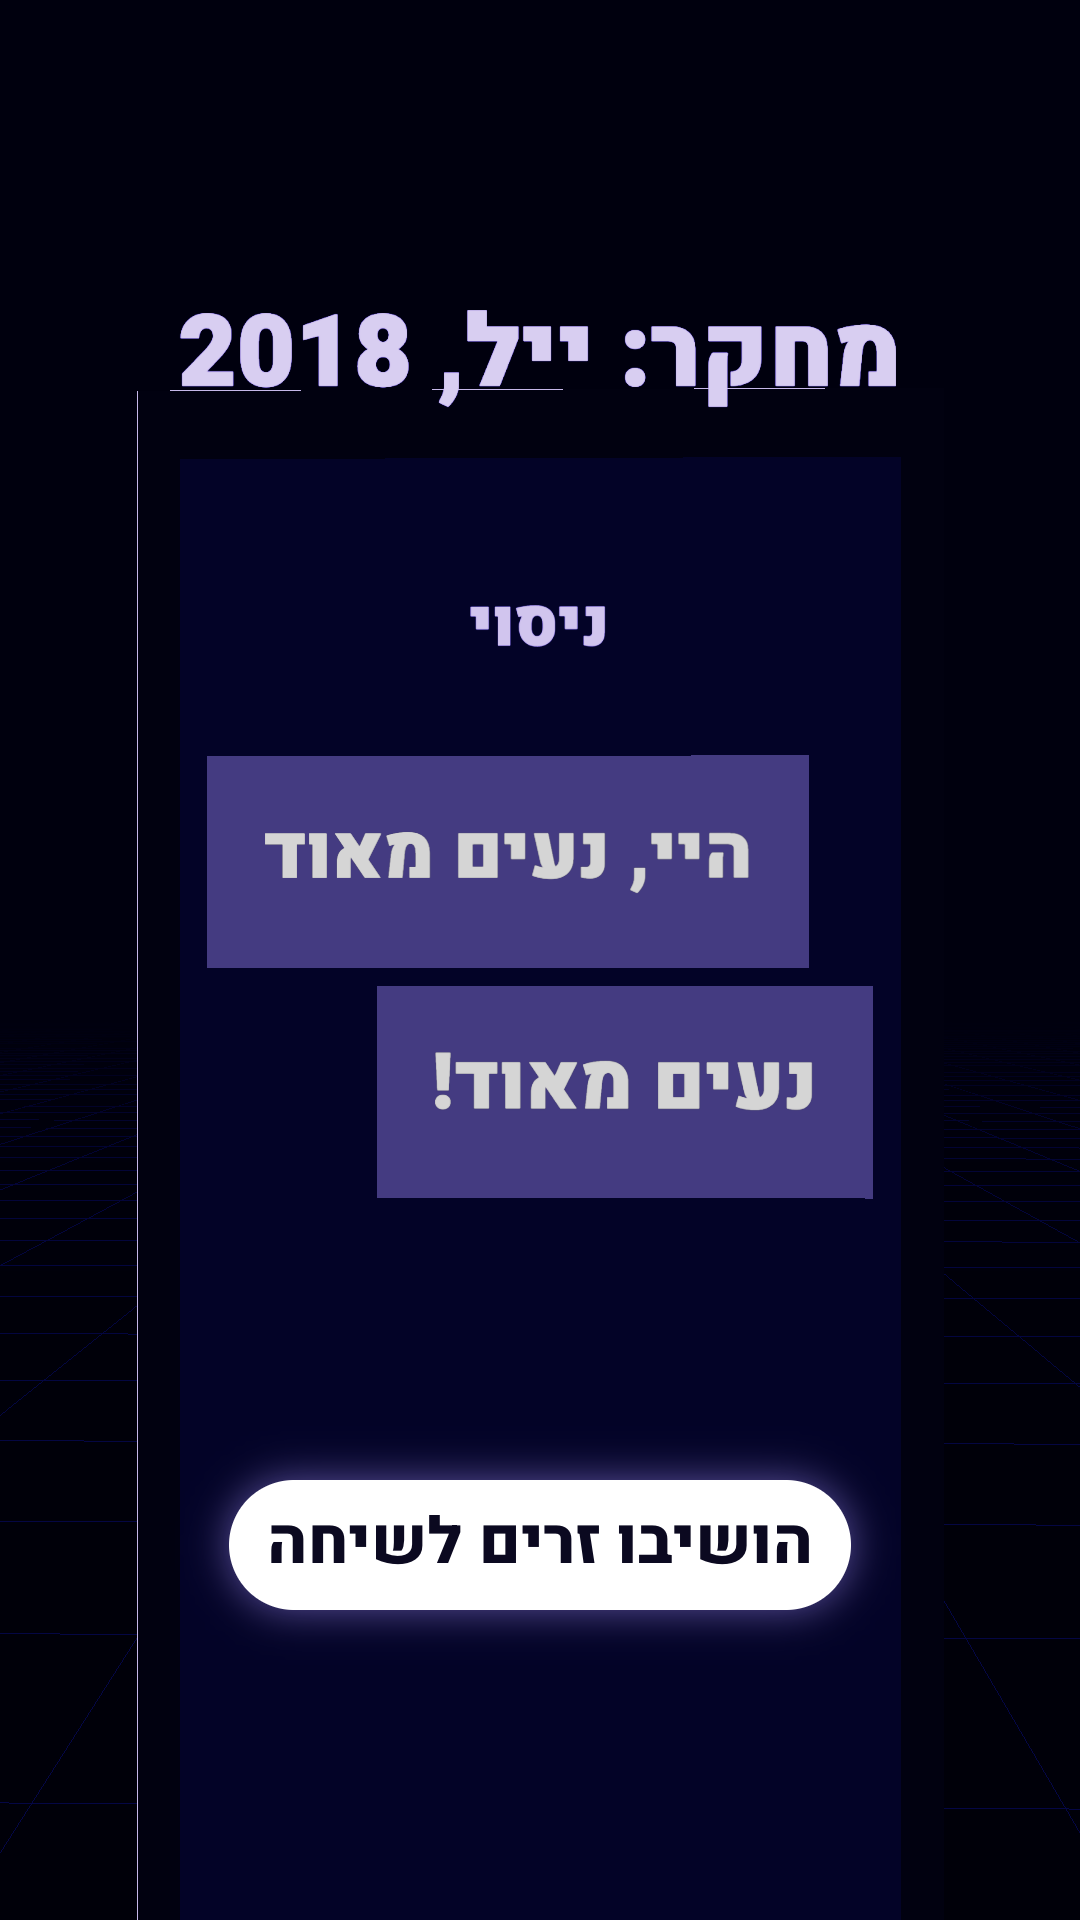 מחקר: ייל, 2018
ניסוי
היי, נעים מאוד
נעים מאוד!
הושיבו זרים לשיחה